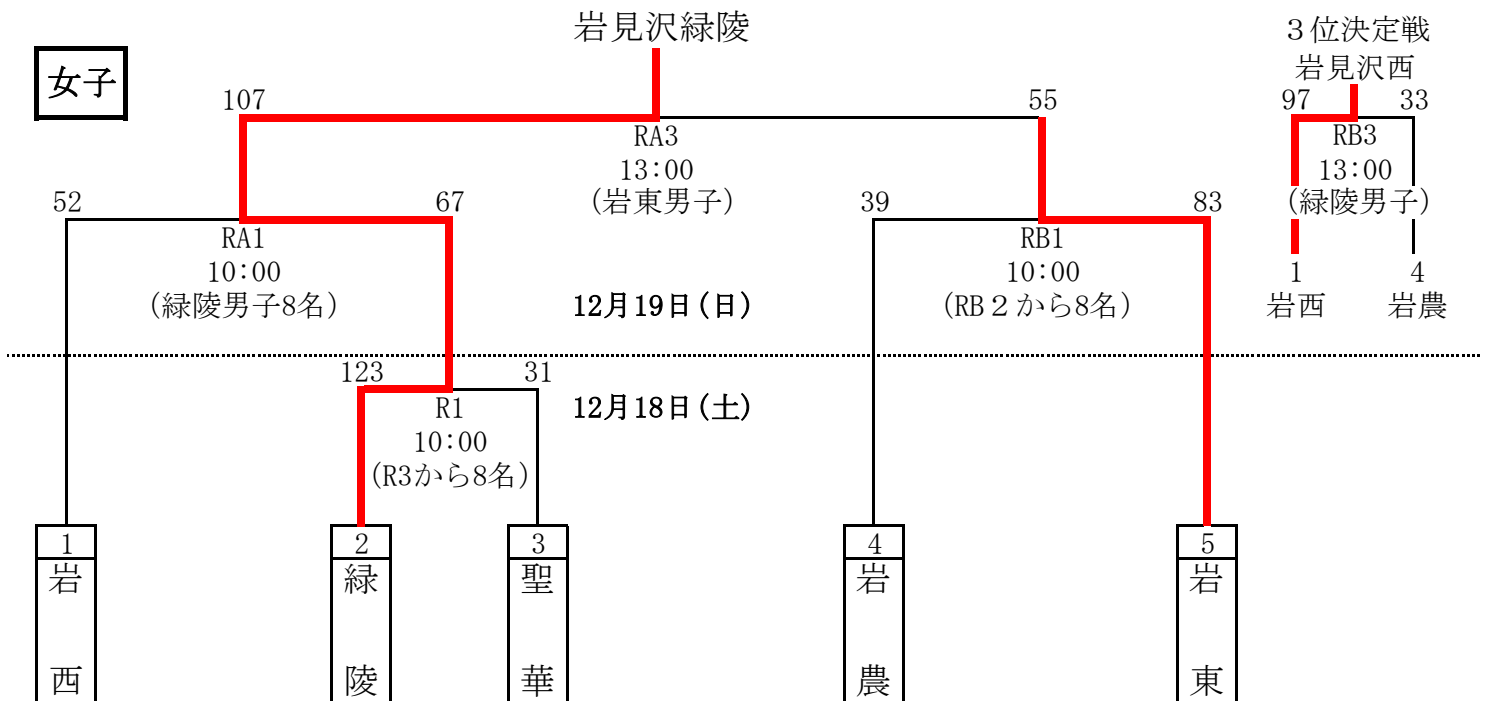 岩見沢緑陵
３位決定戦
女子
岩見沢西
107
55
97
33
RA3
RB3
13:00
13:00
52
67
(岩東男子)
39
83
(緑陵男子)
RA1
RB1
10:00
10:00
1
4
(緑陵男子8名)
12月19日(日)
(RB２から8名)
岩西
岩農
123
31
R1
12月18日(土)
10:00
(R3から8名)
1
2
3
4
5
岩西
緑陵
聖華
岩農
岩東